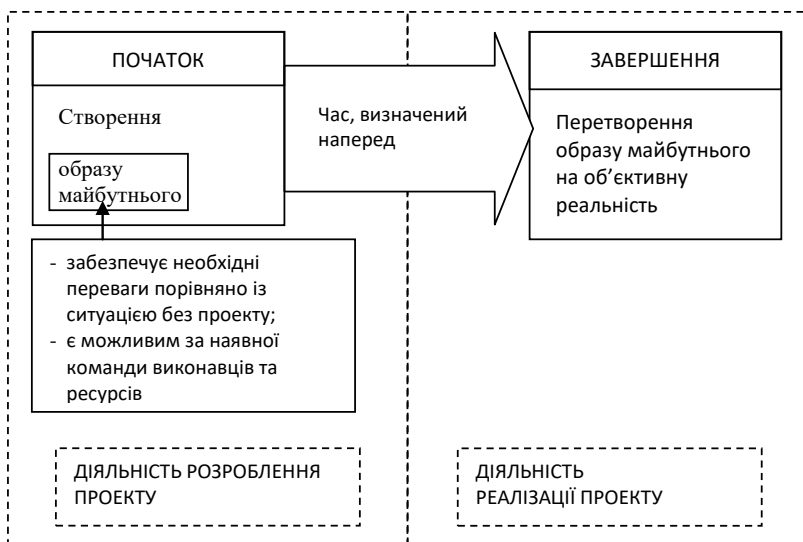 ПОЧАТОК
Створення
образу
майбутнього
- забезпечує необхідні
переваги порівняно із
ситуацією без проекту;
- є можливим за наявної
команди виконавців та
ресурсів
Час, визначений
наперед
ЗАВЕРШЕННЯ
Перетворення
образу майбутнього
на об’єктивну
реальність
ДІЯЛЬНІСТЬ РОЗРОБЛЕННЯ
ПРОЕКТУ
ДІЯЛЬНІСТЬ
РЕАЛІЗАЦІЇ ПРОЕКТУ